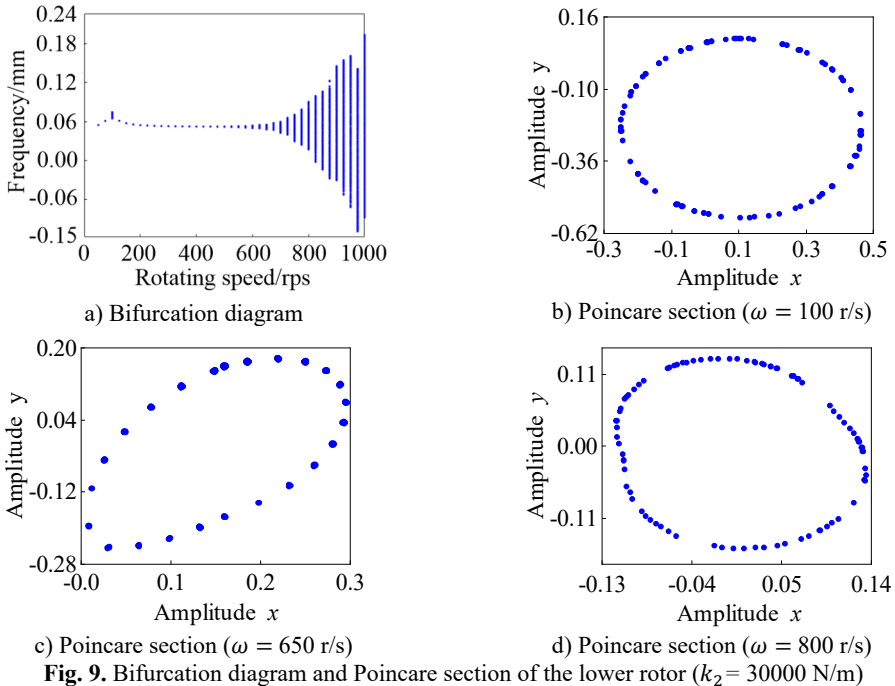 0.24
0.18
0.12
0.06
0.00
-0.06
-0.15
Frequency/mm
0 200 400 600 800 1000
Rotating speed/rps
a) Bifurcation diagram
0.16
-0.10
-0.36
-0.62
Amplitude y
-0.3 -0.1 0.1 0.3 0.5
Amplitude x
b) Poincare section (ω = 100 r/s)
0.20
0.04
-0.12
-0.28
Amplitude y
-0.0 0.1 0.2 0.3
Amplitude x
c) Poincare section (ω = 650 r/s)
0.11
0.00
-0.11
Amplitude y
-0.13 -0.04 0.05 0.14
Amplitude x
d) Poincare section (ω = 800 r/s)
Fig. 9. Bifurcation diagram and Poincare section of the lower rotor (k₂= 30000 N/m)